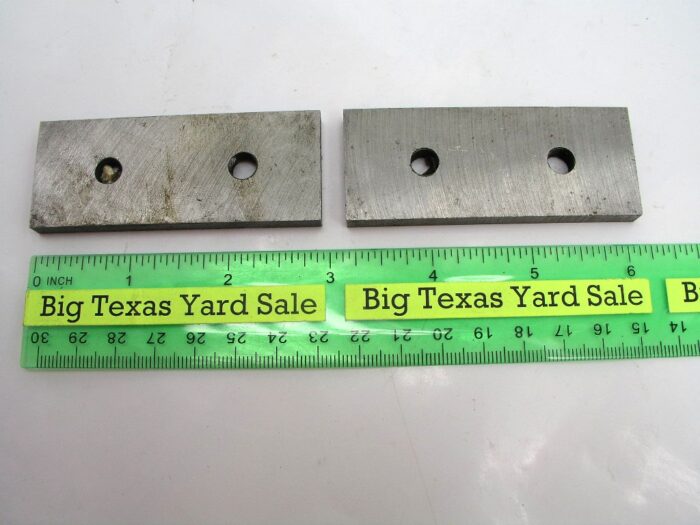 0 INCH 1 2 3 4 5 6
Big Texas Yard Sale Big Texas Yard Sale B
30 29 28 27 26 25 24 23 22 21 20 19 18 17 16 15 14